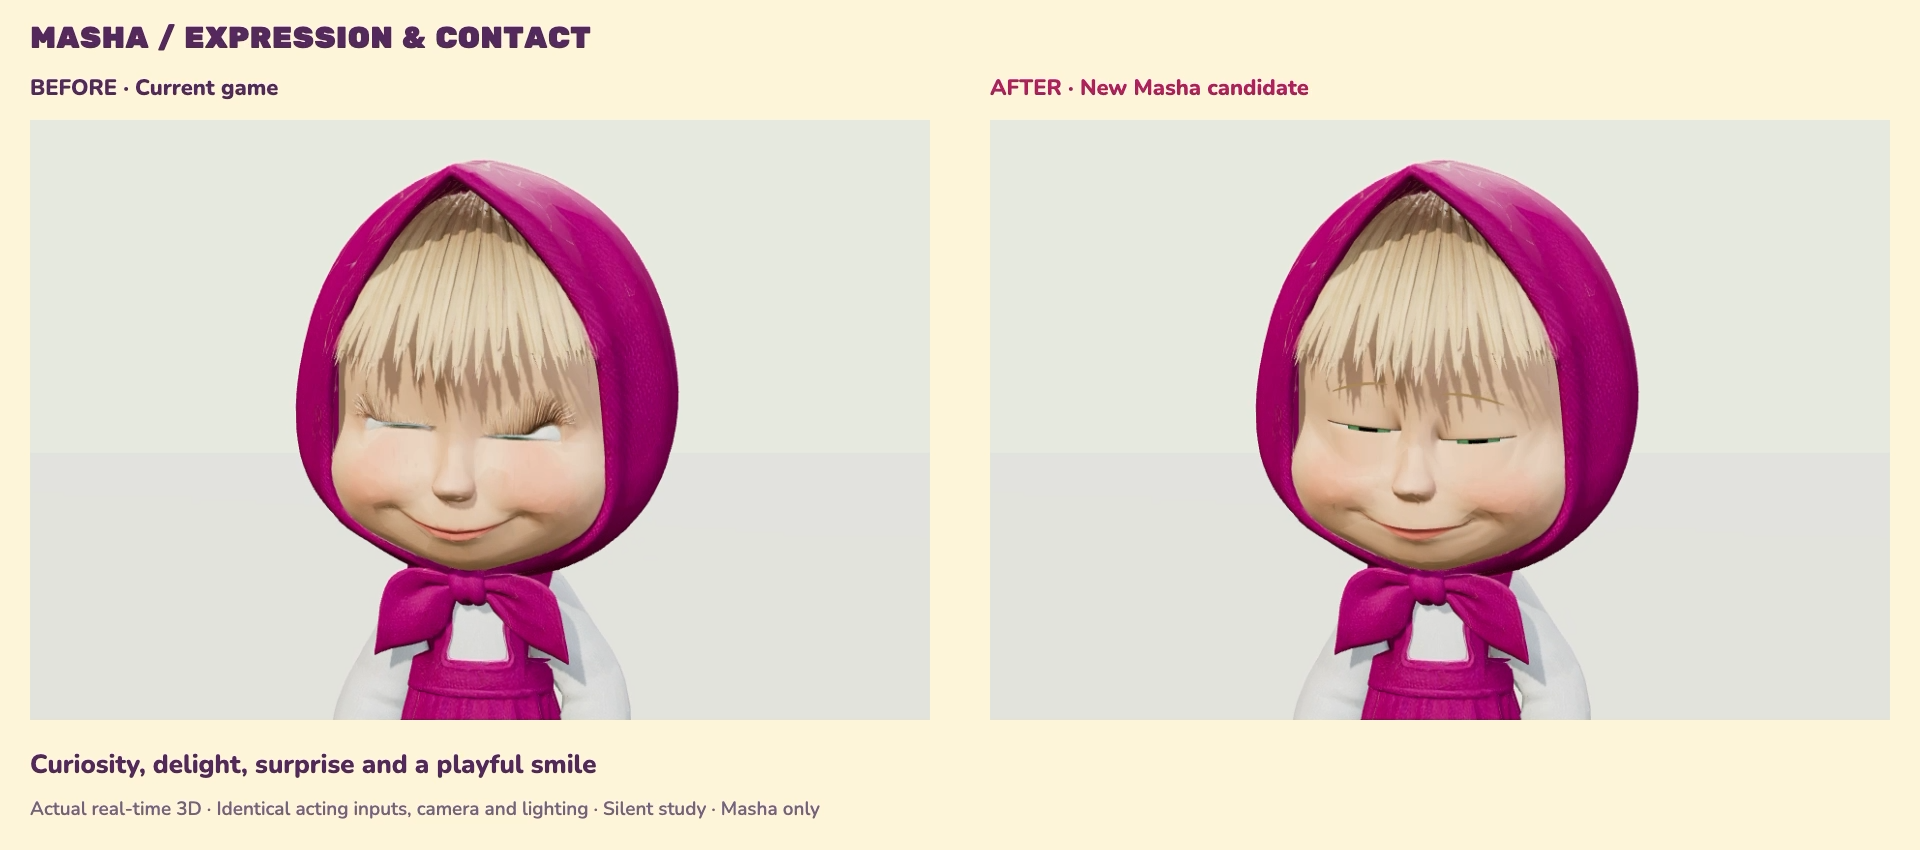 MASHA / EXPRESSION & CONTACT
BEFORE · Current game
AFTER · New Masha candidate
Curiosity, delight, surprise and a playful smile
Actual real-time 3D · Identical acting inputs, camera and lighting · Silent study · Masha only